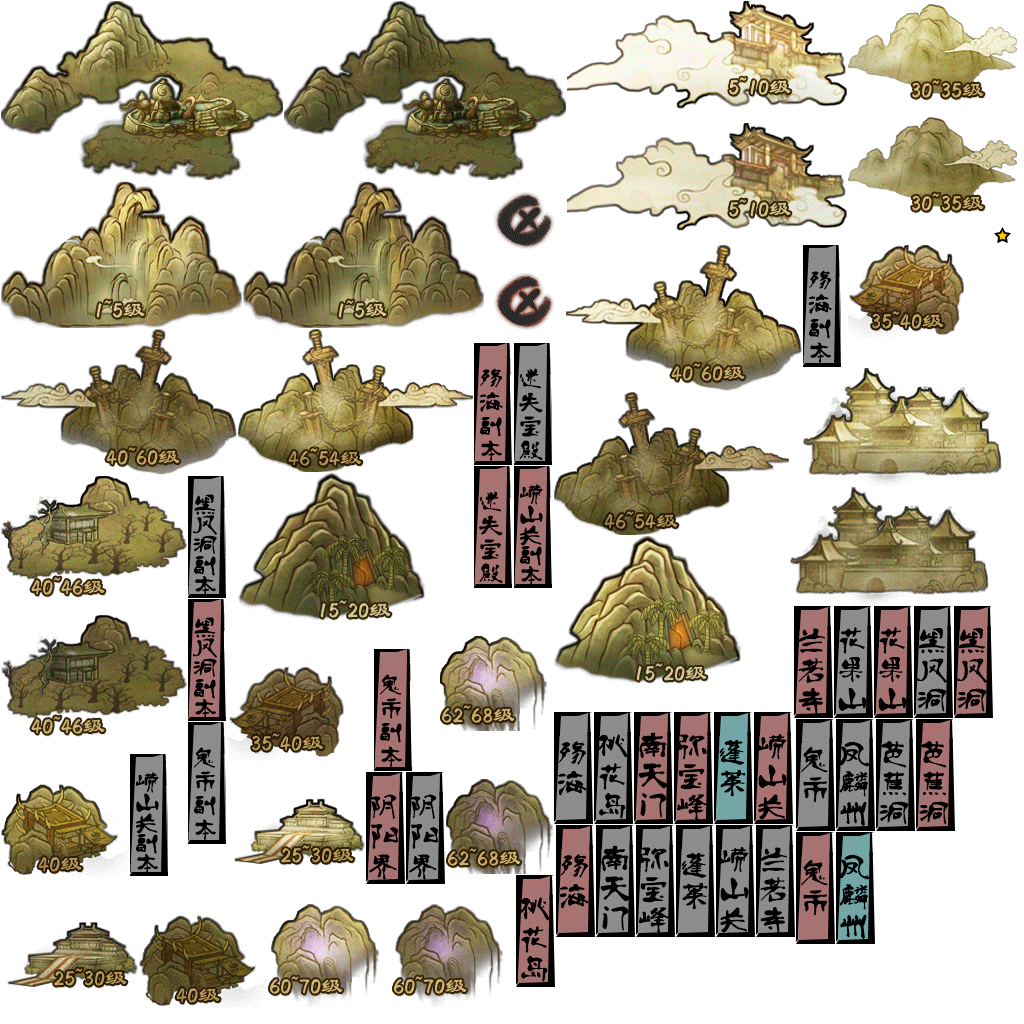 5~10级
30~35级
5~10级
30~35级
1~5级
1~5级
殇海副本
35~40级
40~60级
40~60级
46~54级
殇海副本
迷失宝殿
迷失宝殿
崂山关副本
46~54级
40~46级
黑风洞副本
15~20级
40~46级
黑风洞副本
15~20级
兰若寺
花果山
花果山
黑风洞
黑风洞
35~40级
鬼市副本
62~68级
鬼市副本
殇海
桃花岛
南天门
弥宝峰
蓬莱
崂山关
鬼市
凤麟州
芭蕉洞
芭蕉洞
40级
崂山关副本
25~30级
阴阳界
阴阳界
62~68级
殇海
南天门
弥宝峰
蓬莱
崂山关
兰若寺
鬼市
凤麟州
桃花岛
25~30级
40级
60~70级
60~70级